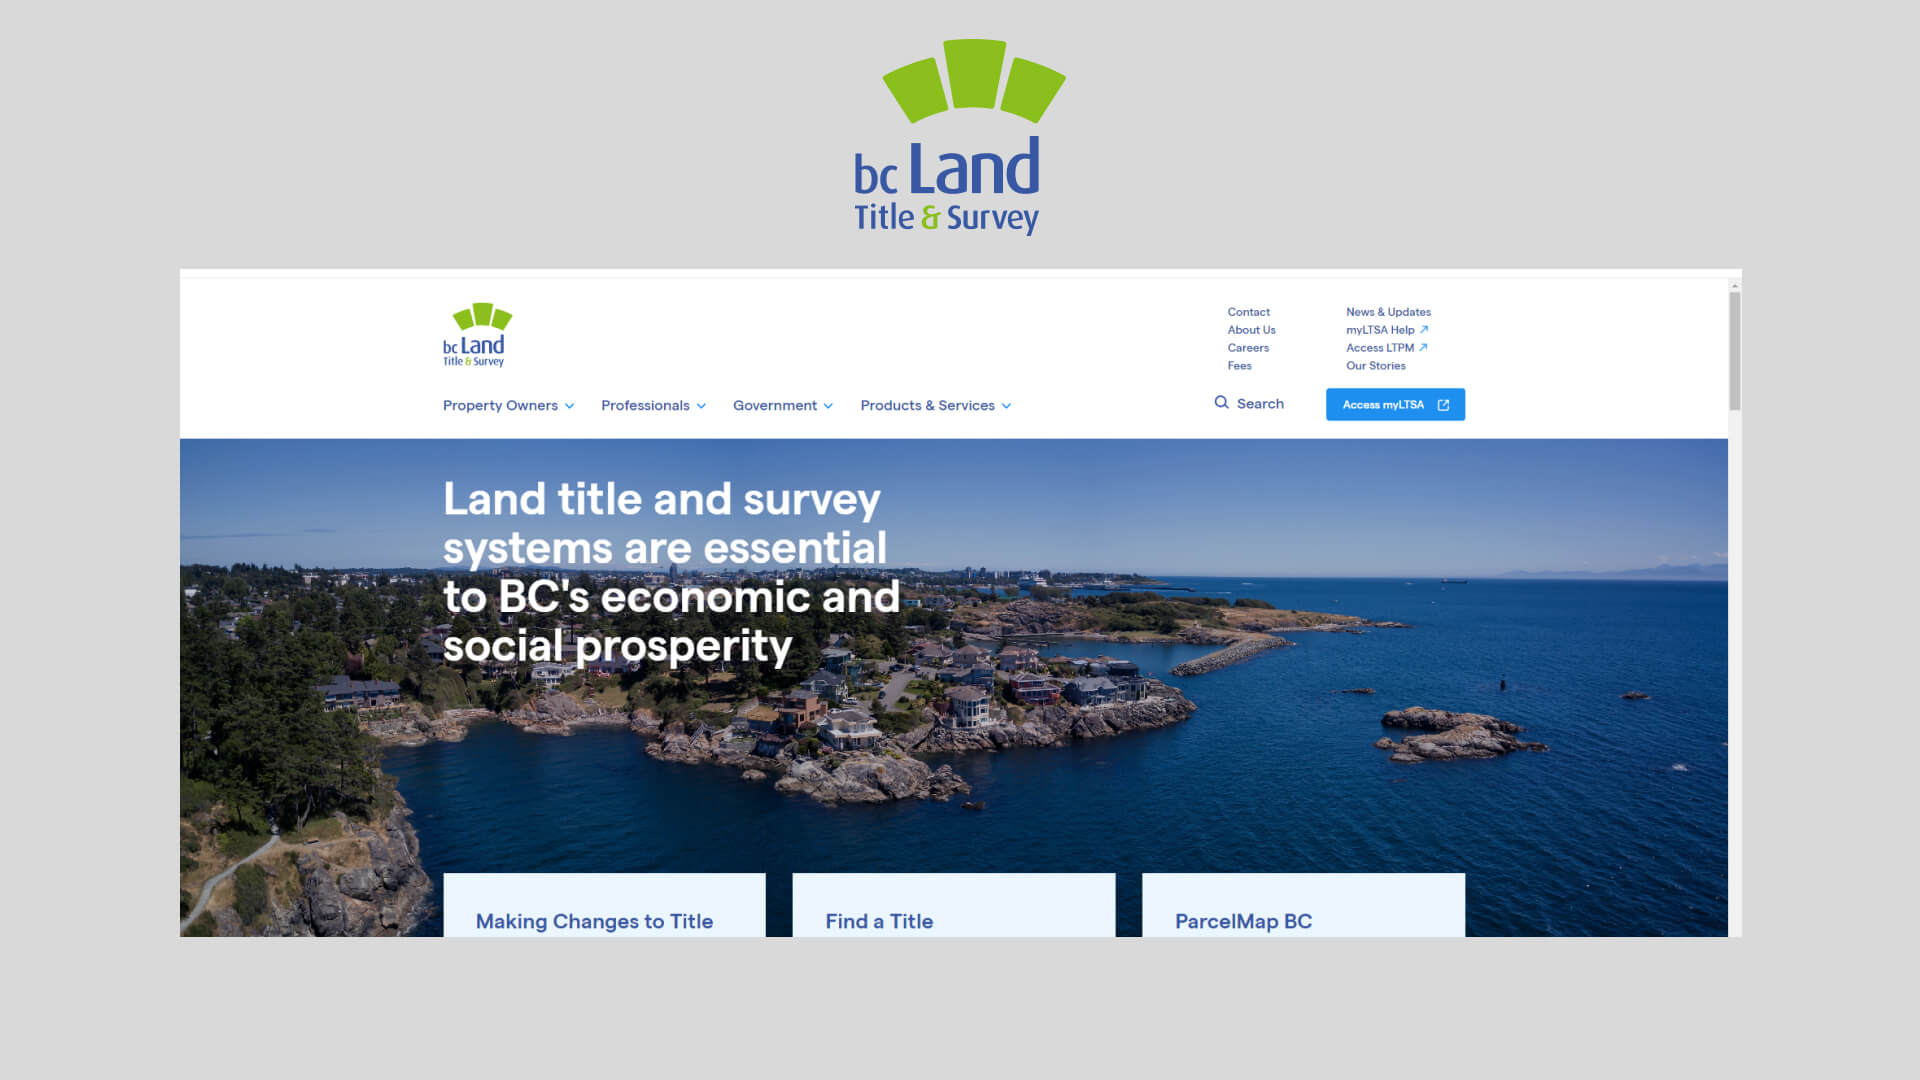 bc Land
Title & Survey
bc Land
Title & Survey
Contact
About Us
Careers
Fees
News & Updates
myLTSA Help
Access LTPM
Our Stories
Property Owners
Professionals
Government
Products & Services
Search
Access myLTSA
Land title and survey
systems are essential
to BC's economic and
social prosperity
Making Changes to Title
Find a Title
ParcelMap BC